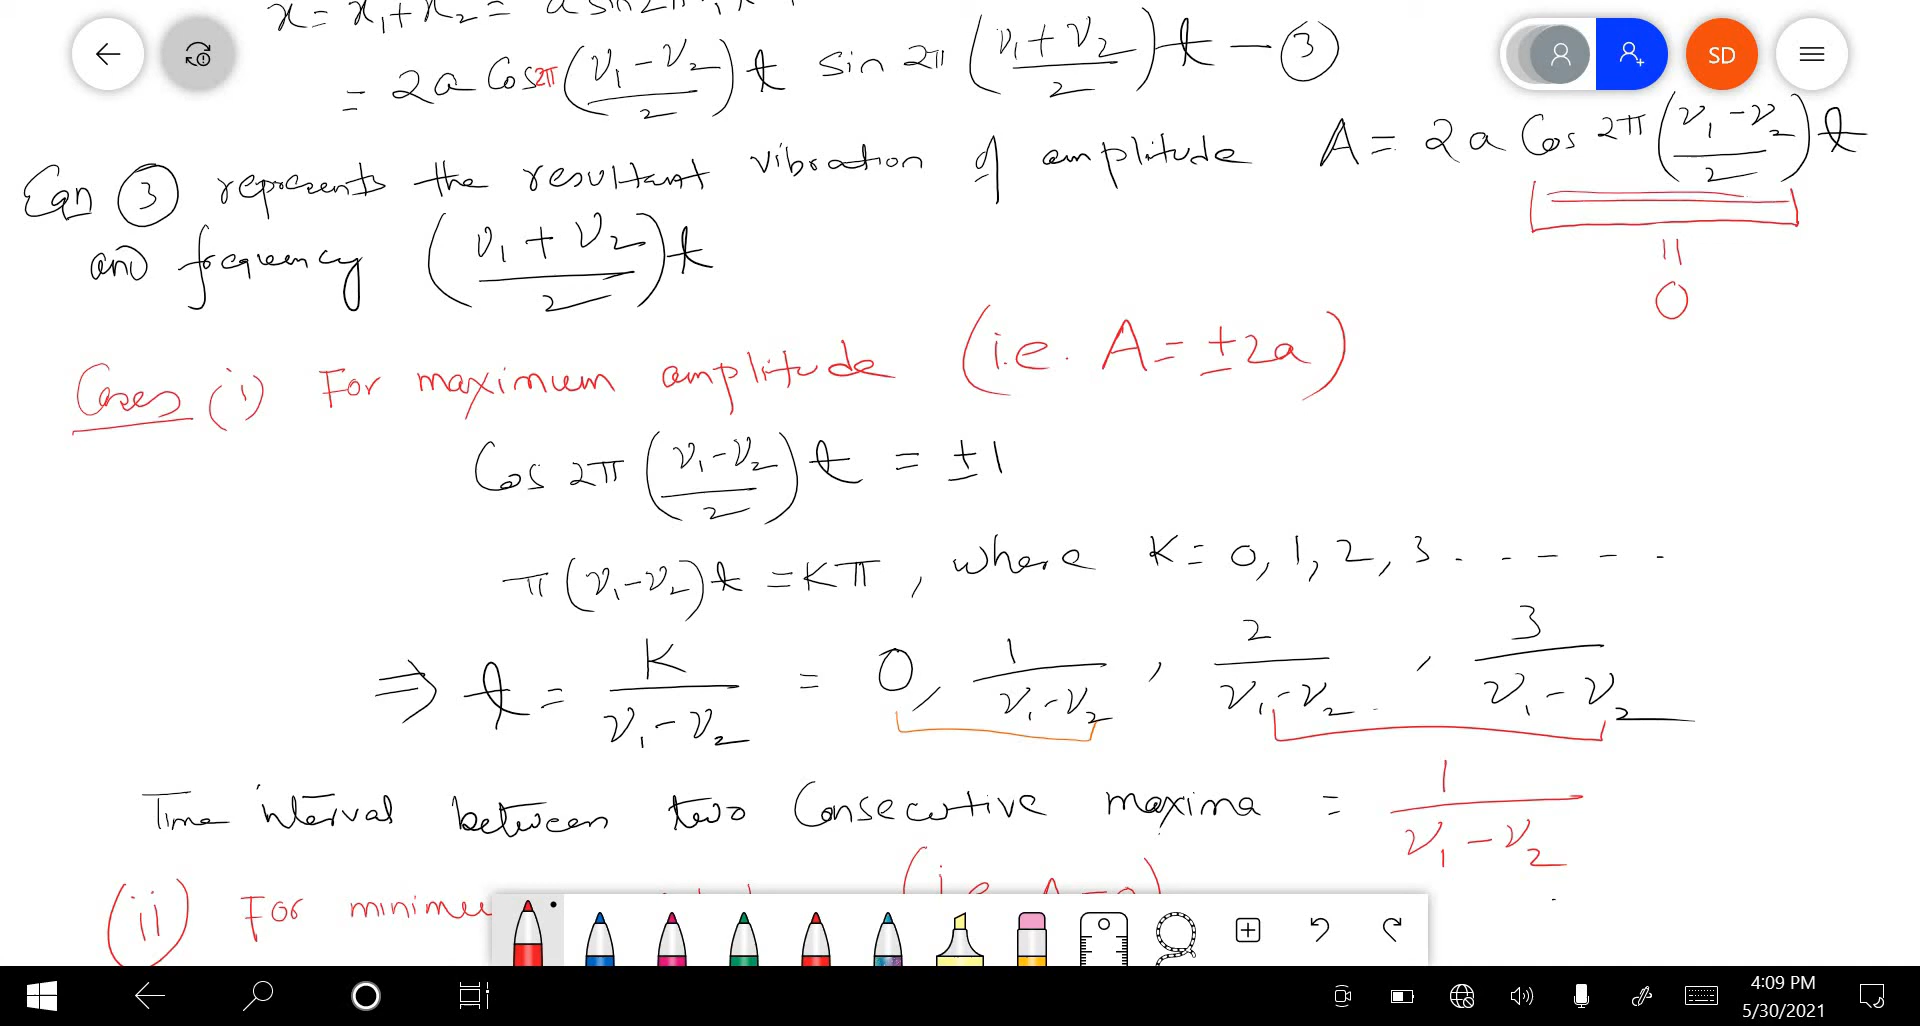 x = x₁+x₂ = a sin 2π
= 2a Cos 2π ((ν₁ - ν₂)/2) t sin 2π ((ν₁ + ν₂)/2) t — ③
SD
Eqn ③ represents the resultant vibration of amplitude A = 2a Cos 2π ((ν₁ - ν₂)/2) t
and frequency ((ν₁ + ν₂)/2) t
=
0
Cases (i) For maximum amplitude (i.e. A = ±2a)
Cos 2π ((ν₁ - ν₂)/2) t = ±1
π (ν₁-ν₂) t = Kπ , where K = 0, 1, 2, 3 . - - - .
⇒ t = K/(ν₁ - ν₂) = 0, 1/(ν₁-ν₂) , 2/(ν₁-ν₂) , 3/(ν₁ - ν₂)
Time interval between two Consecutive maxima = 1/(ν₁ - ν₂)
(ii) For minimu (i.e A = 0)
4:09 PM
5/30/2021